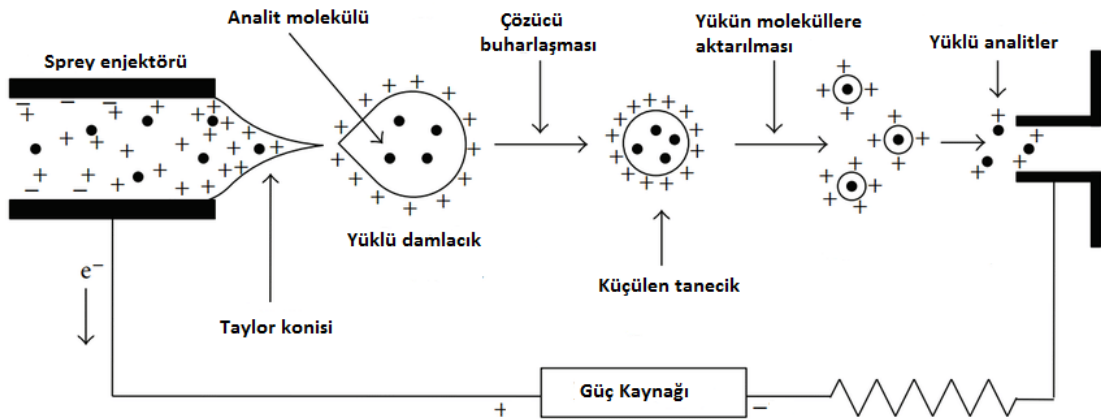 Analit molekülü
Çözücü
buharlaşması
Yükün moleküllere
aktarılması
Yüklü analitler
Sprey enjektörü
Yüklü damlacık
Küçülen tanecik
e⁻
Taylor konisi
Güç Kaynağı
+
−